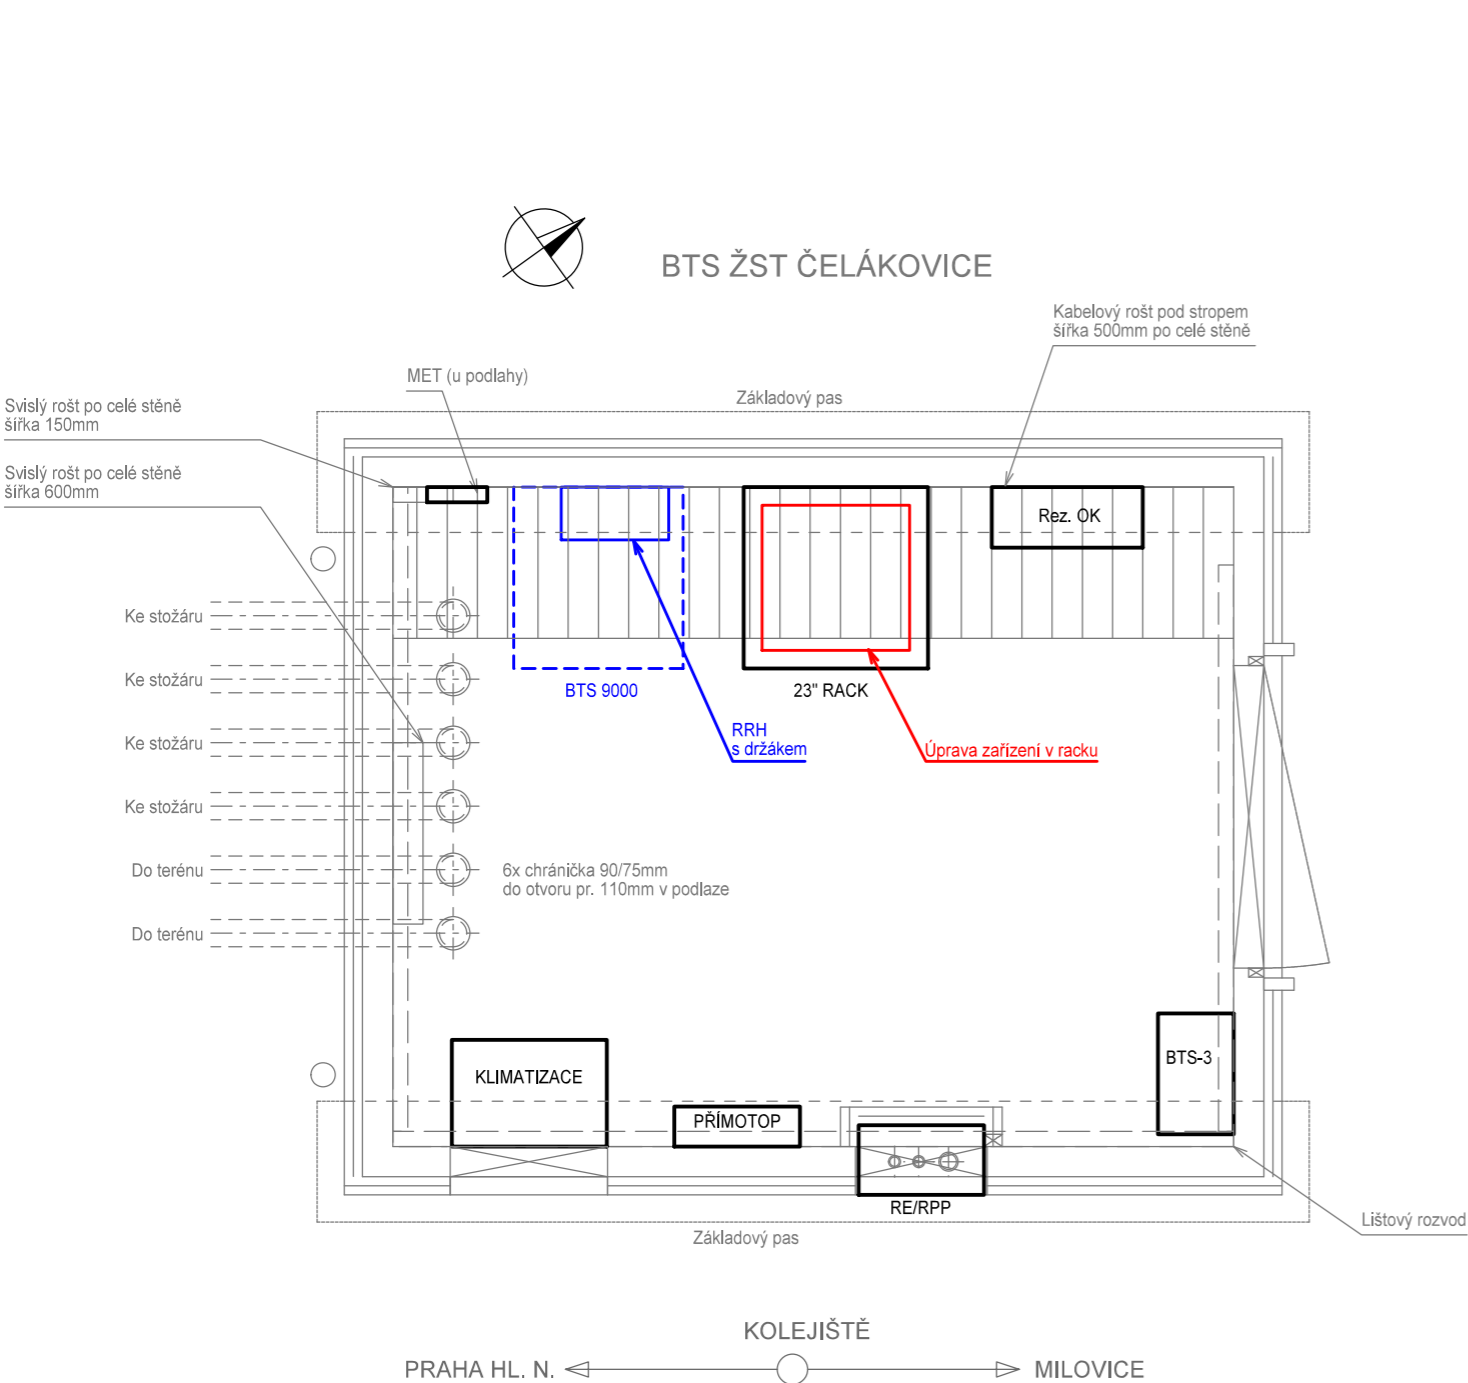 BTS ŽST ČELÁKOVICE
Kabelový rošt pod stropem
šířka 500mm po celé stěně
MET (u podlahy)
Základový pas
Svislý rošt po celé stěně
šířka 150mm
Svislý rošt po celé stěně
šířka 600mm
Rez. OK
Ke stožáru
Ke stožáru
Ke stožáru
Ke stožáru
Do terénu
Do terénu
BTS 9000
23" RACK
RRH
s držákem
Úprava zařízení v racku
6x chránička 90/75mm
do otvoru pr. 110mm v podlaze
KLIMATIZACE
PŘÍMOTOP
BTS-3
RE/RPP
Základový pas
Lištový rozvod
KOLEJIŠTĚ
PRAHA HL. N.
MILOVICE